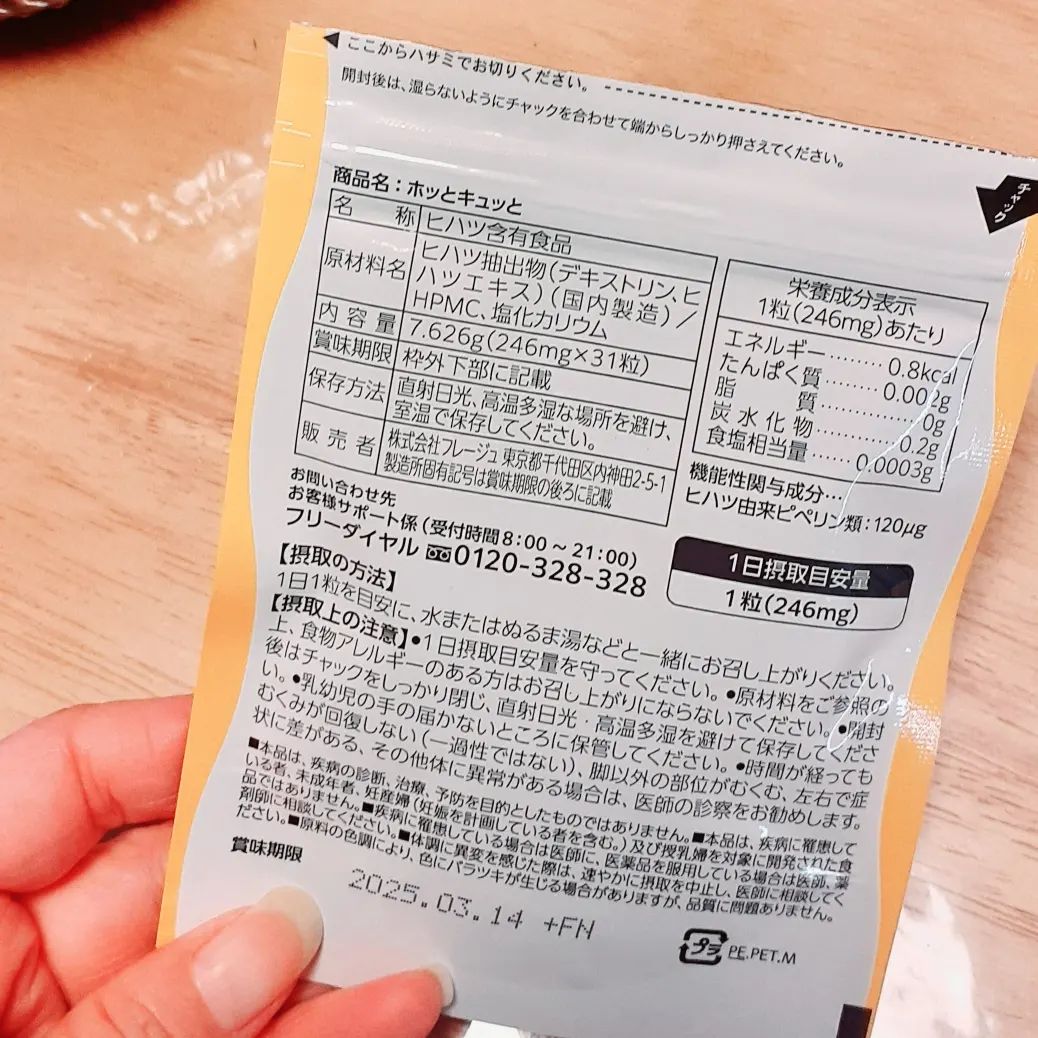 ここからハサミでお切りください。
開封後は、湿らないようにチャックを合わせて端からしっかり押さえてください。
チャック
商品名：ホッとキュッと
名 称 ヒハツ含有食品
原材料名 ヒハツ抽出物(デキストリン、ヒ
ハツエキス)(国内製造)／
HPMC、塩化カリウム
内容量 7.626g(246mg×31粒)
賞味期限 枠外下部に記載
保存方法 直射日光、高温多湿な場所を避け、
室温で保存してください。
販売者 株式会社フレージュ 東京都千代田区内神田2-5-1
製造所固有記号は賞味期限の後ろに記載
栄養成分表示
1粒(246mg)あたり
エネルギー……… 0.8kcal
たんぱく質……… 0.002g
脂 質……………… 0g
炭水化物………… 0.2g
食塩相当量…… 0.0003g
機能性関与成分…
ヒハツ由来ピペリン類：120μg
1日摂取目安量
1粒(246mg)
お問い合わせ先
お客様サポート係 (受付時間8:00～21:00)
フリーダイヤル 0120-328-328
【摂取の方法】
1日1粒を目安に、水またはぬるま湯などと一緒にお召し上がりください。
【摂取上の注意】●1日摂取目安量を守ってください。●原材料をご参照の
上、食物アレルギーのある方はお召し上がりにならないでください。●開封
後はチャックをしっかり閉じ、直射日光・高温多湿を避けて保存してくださ
い。●乳幼児の手の届かないところに保管してください。●時間が経っても
むくみが回復しない(一過性ではない)、脚以外の部位がむくむ、左右で症
状に差がある、その他体に異常がある場合は、医師の診察をお勧めします。
■本品は、疾病の診断、治療、予防を目的としたものではありません。■本品は、疾病に罹患して
いる者、未成年者、妊産婦(妊娠を計画している者を含む。)及び授乳婦を対象に開発された食
品ではありません。■疾病に罹患している場合は医師に、医薬品を服用している場合は医師、薬
剤師に相談してください。■体調に異変を感じた際は、速やかに摂取を中止し、医師に相談してく
ださい。■原料の色調により、色にバラツキが生じる場合がありますが、品質に問題ありません。
賞味期限
2025.03.14 +FN
プラ PE.PET.M